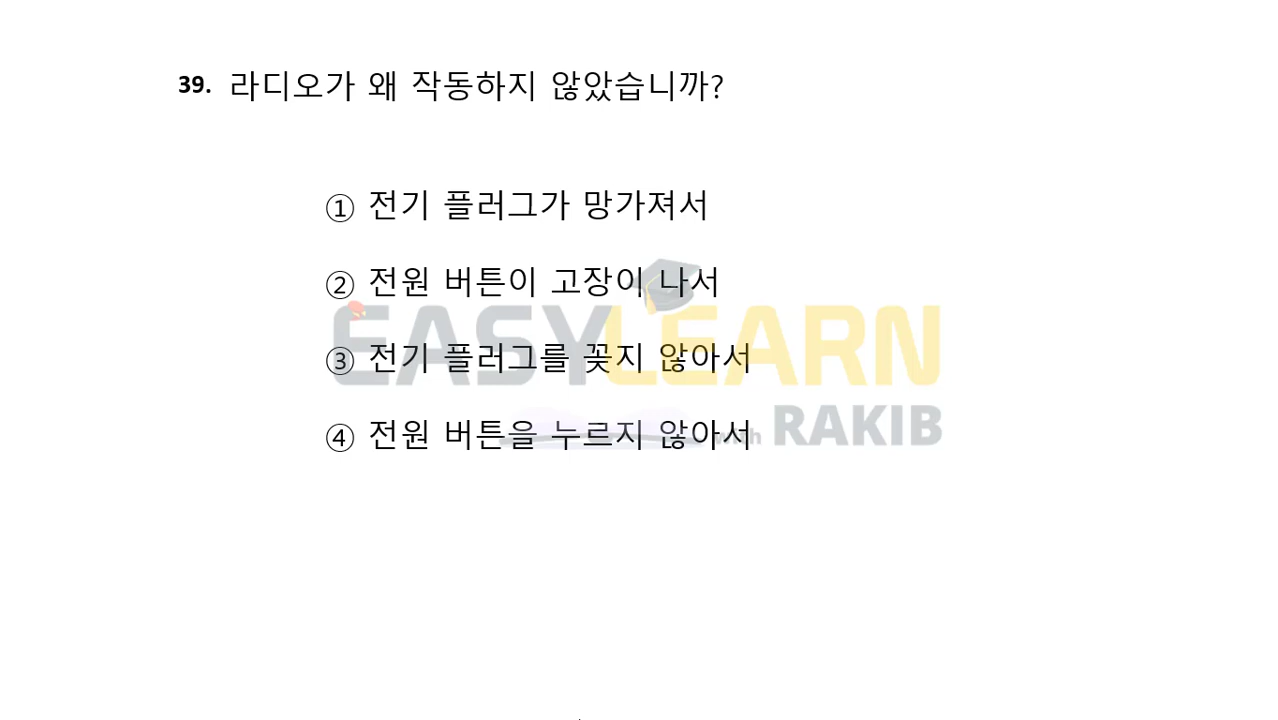 39. 라디오가 왜 작동하지 않았습니까?
① 전기 플러그가 망가져서
② 전원 버튼이 고장이 나서
③ 전기 플러그를 꽂지 않아서
④ 전원 버튼을 누르지 않아서
EASYLEARN
with RAKIB